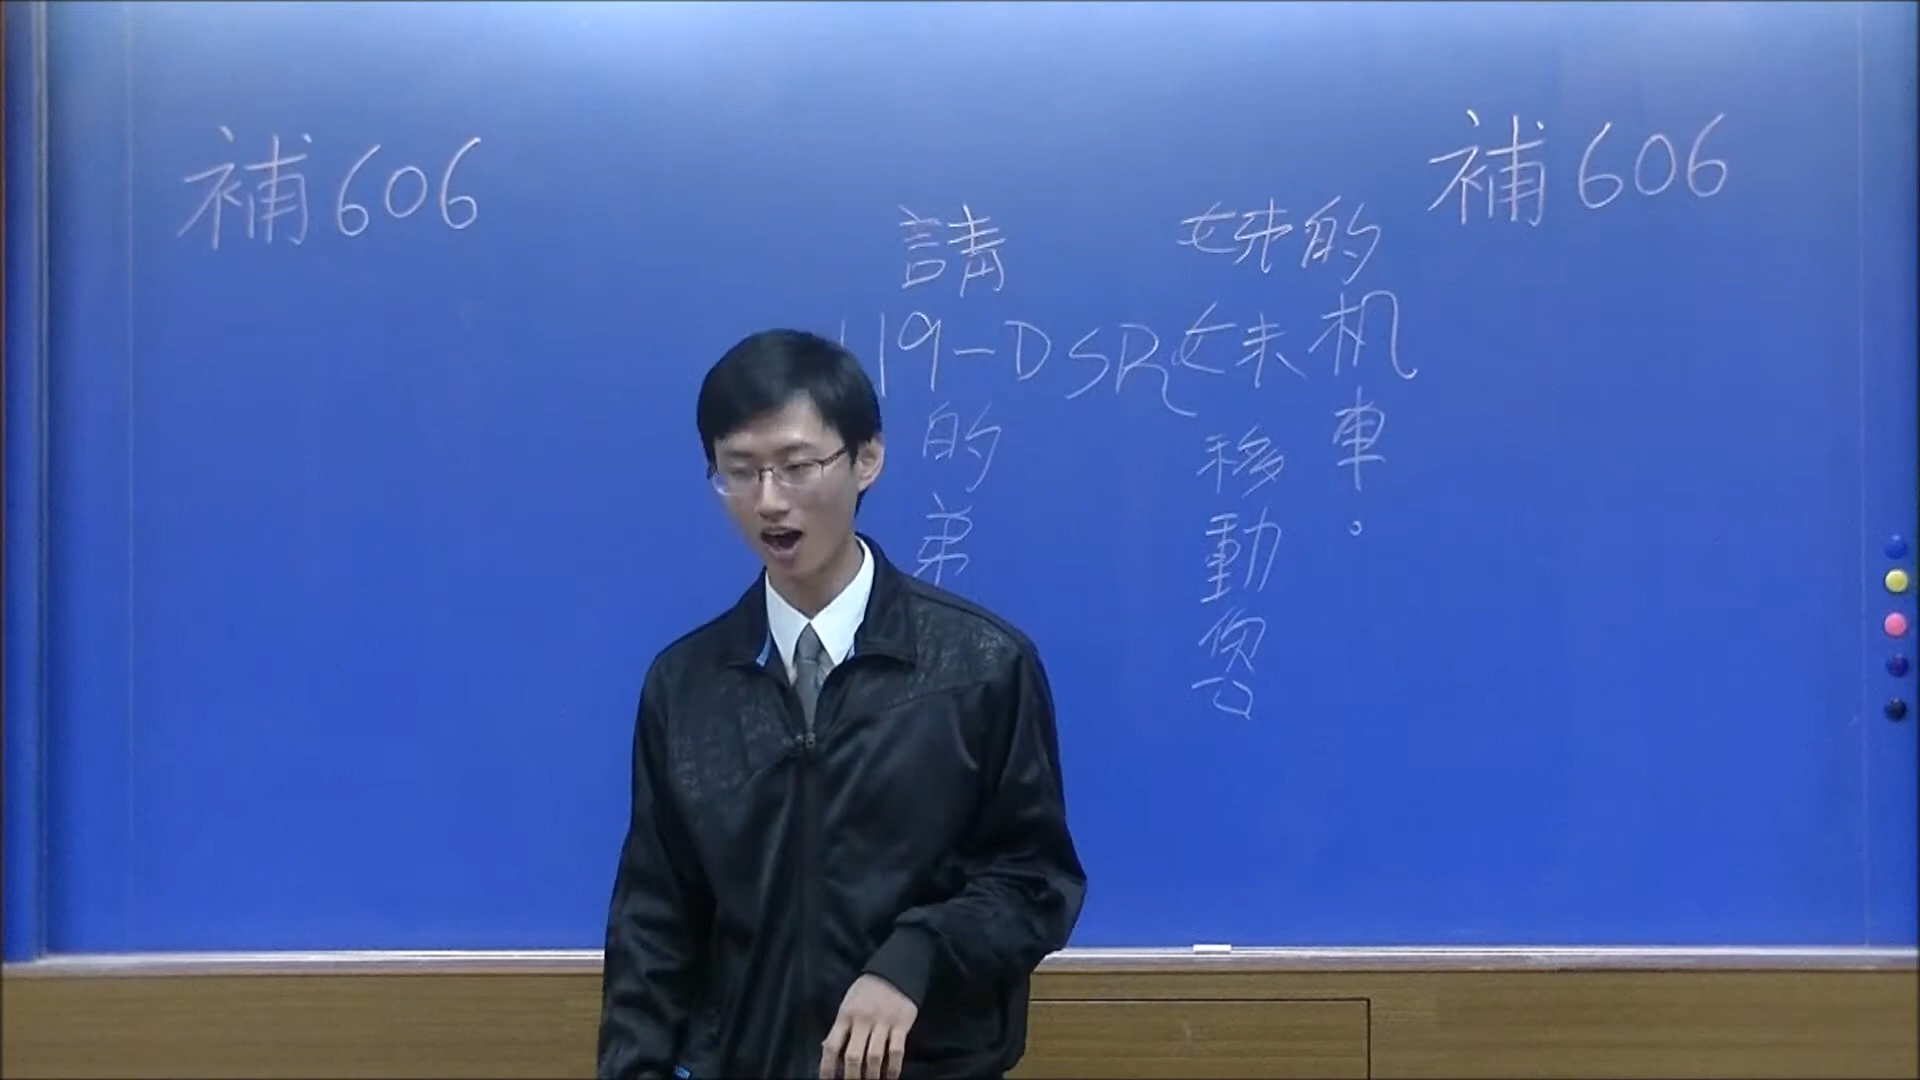 補606
請
119-DSR
的
弟
姊
妹
移
動
您
的
机
車。
補606